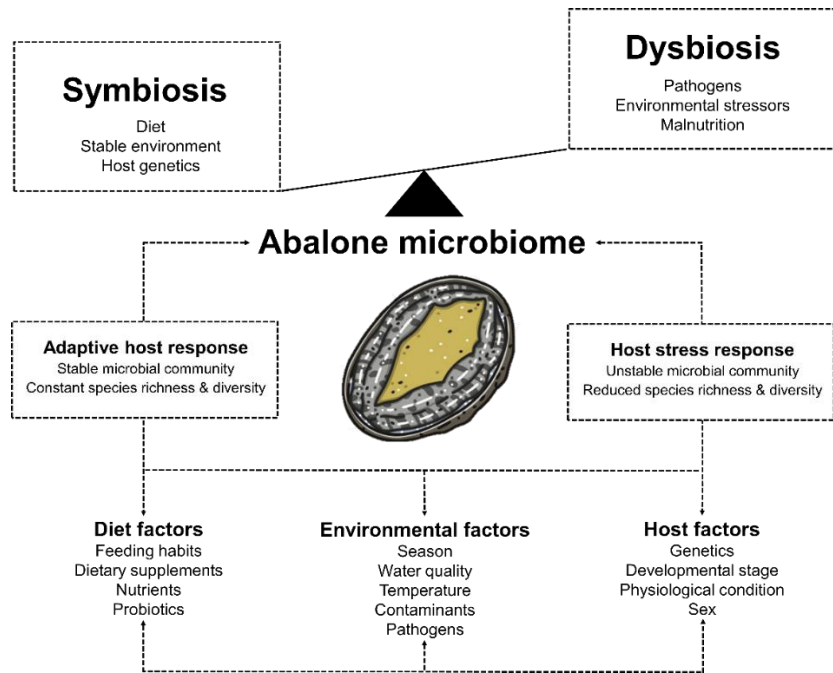 Symbiosis
Diet
Stable environment
Host genetics
Dysbiosis
Pathogens
Environmental stressors
Malnutrition
Abalone microbiome
Adaptive host response
Stable microbial community
Constant species richness & diversity
Host stress response
Unstable microbial community
Reduced species richness & diversity
Diet factors
Feeding habits
Dietary supplements
Nutrients
Probiotics
Environmental factors
Season
Water quality
Temperature
Contaminants
Pathogens
Host factors
Genetics
Developmental stage
Physiological condition
Sex